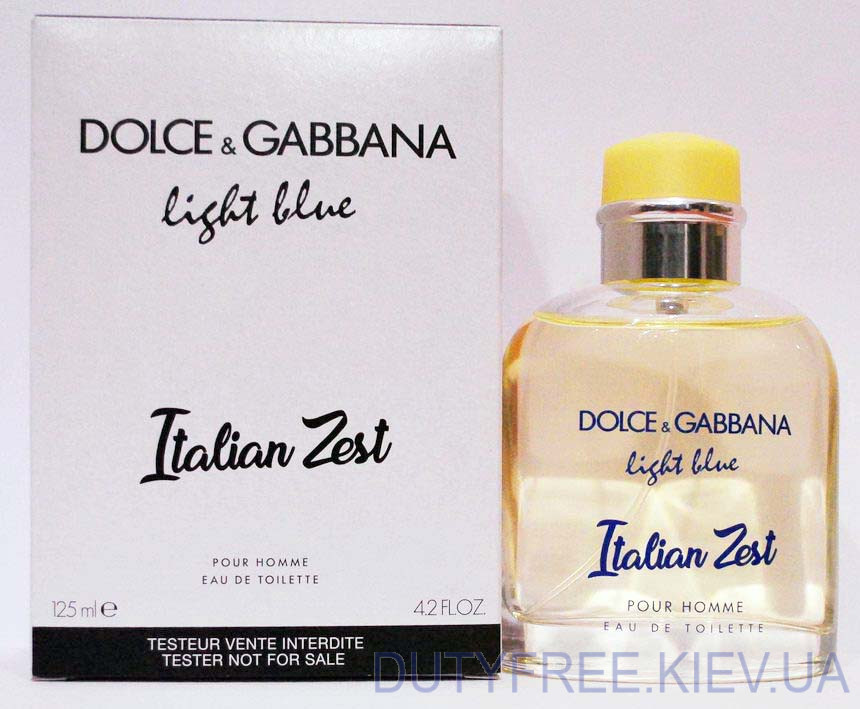 DOLCE & GABBANA
light blue
Italian Zest
POUR HOMME
EAU DE TOILETTE
125 ml e 4.2 FL.OZ.
TESTEUR VENTE INTERDITE
TESTER NOT FOR SALE
DOLCE & GABBANA
light blue
Italian Zest
POUR HOMME
EAU DE TOILETTE
DUTYFREE.KIEV.UA